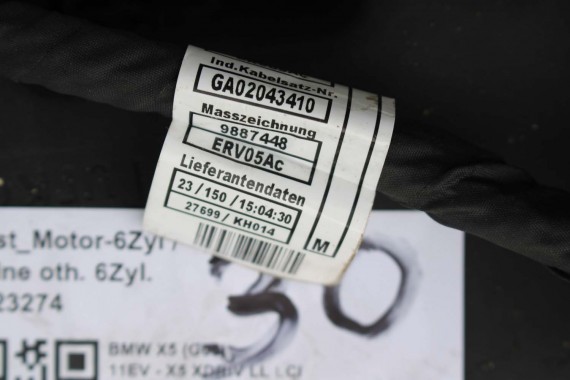 Ind.Kabelsatz-Nr.
GA02043410
Masszeichnung
9887448
ERV05Ac
Lieferantendaten
23/150/15:04:30
27699/KH014
M
st_Motor-6Zyl
ine oth. 6Zyl.
23274
30
BMW X5
11EV - X5